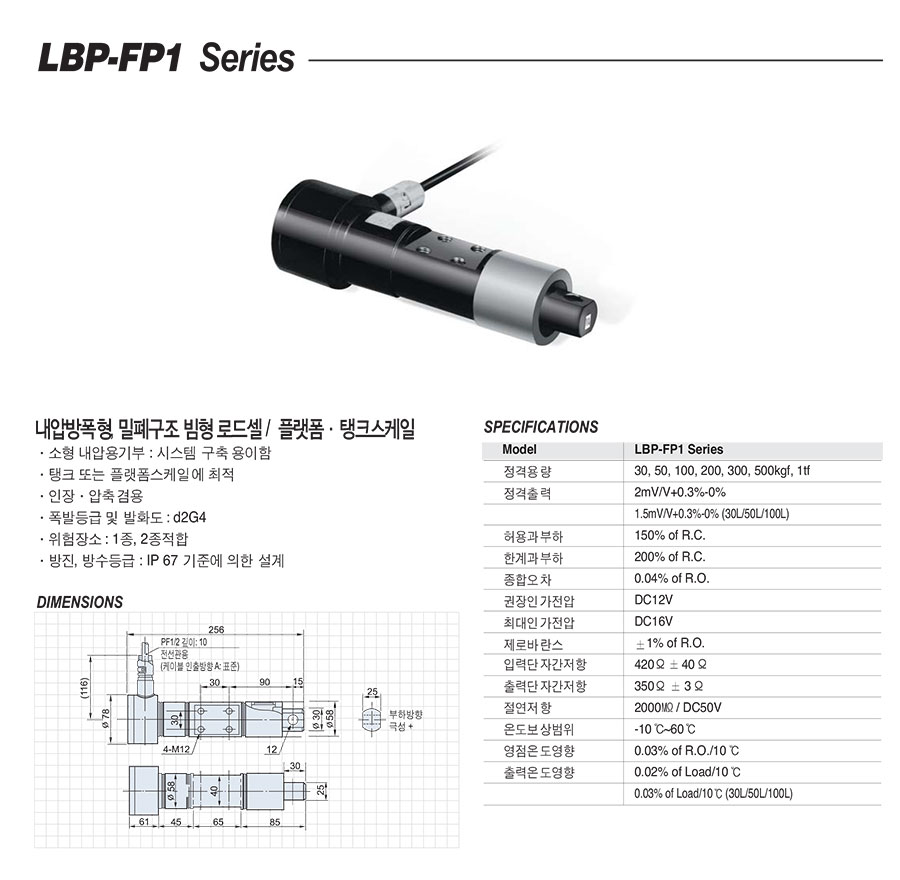 LBP-FP1 Series
내압방폭형, 밀폐구조 빔형 로드셀 / 플랫폼 · 탱크스케일
· 소형 내압용기부 : 시스템 구축 용이함
· 탱크 또는 플랫폼스케일에 최적
· 인장 · 압축 겸용
· 폭발등급 및 발화도 : d2G4
· 위험장소 : 1종, 2종적합
· 방진, 방수등급 : IP 67 기준에 의한 설계
DIMENSIONS
256
PF1/2 깊이: 10
전선관용
(케이블 인출방향 A: 표준)
(116)
30 90 15
25
ø 78
30
ø 30
ø 58
부하방향
극성 +
4-M12
12
30
ø 58
40
25
61 45 65 85
SPECIFICATIONS
Model LBP-FP1 Series
정격용량 30, 50, 100, 200, 300, 500kgf, 1tf
정격출력 2mV/V+0.3%-0%
1.5mV/V+0.3%-0% (30L/50L/100L)
허용과부하 150% of R.C.
한계과부하 200% of R.C.
종합오차 0.04% of R.O.
권장인가전압 DC12V
최대인가전압 DC16V
제로바란스 ±1% of R.O.
입력단자간저항 420Ω ± 40 Ω
출력단자간저항 350Ω ± 3 Ω
절연저항 2000㏁ / DC50V
온도보상범위 -10 ℃~60℃
영점온도영향 0.03% of R.O./10 ℃
출력온도영향 0.02% of Load/10 ℃
0.03% of Load/10℃ (30L/50L/100L)